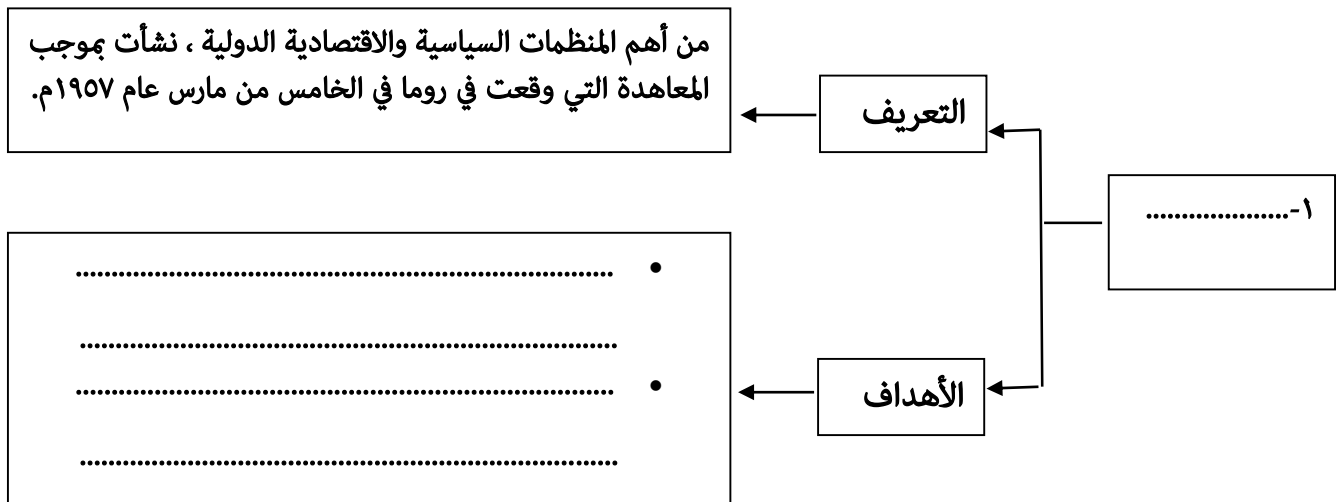 من أهم المنظمات السياسية والاقتصادية الدولية ، نشأت بموجب
المعاهدة التي وقعت في روما في الخامس من مارس عام ١٩٥٧م.
التعريف
١-....................
• ...........................................................................
...........................................................................
• ...........................................................................
...........................................................................
الأهداف